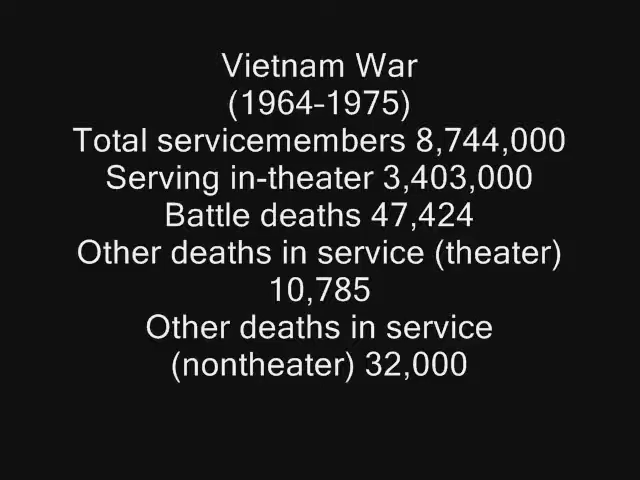 Vietnam War
(1964–1975)
Total servicemembers 8,744,000
Serving in-theater 3,403,000
Battle deaths 47,424
Other deaths in service (theater)
10,785
Other deaths in service
(nontheater) 32,000